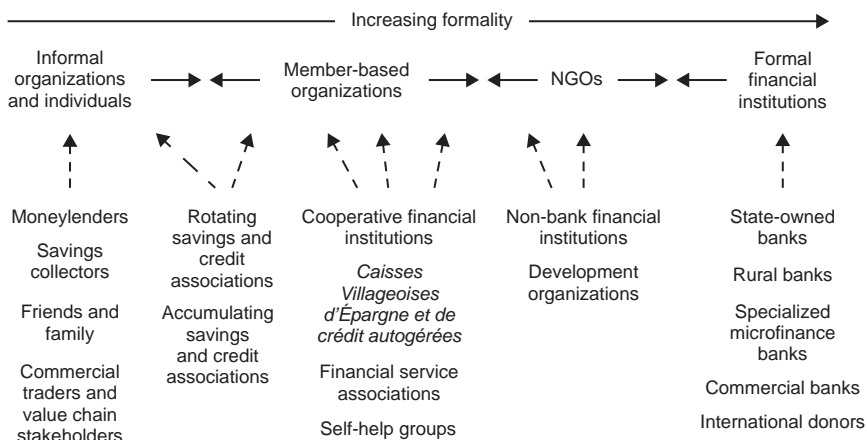 Increasing formality
Informal
organizations
and individuals
Member-based
organizations
NGOs
Formal
financial
institutions
Moneylenders
Savings
collectors
Friends and
family
Commercial
traders and
value chain
stakeholders
Rotating
savings and
credit
associations
Accumulating
savings
and credit
associations
Cooperative financial
institutions
Caisses
Villageoises
d’Épargne et de
crédit autogérées
Financial service
associations
Self-help groups
Non-bank financial
institutions
Development
organizations
State-owned
banks
Rural banks
Specialized
microfinance
banks
Commercial banks
International donors